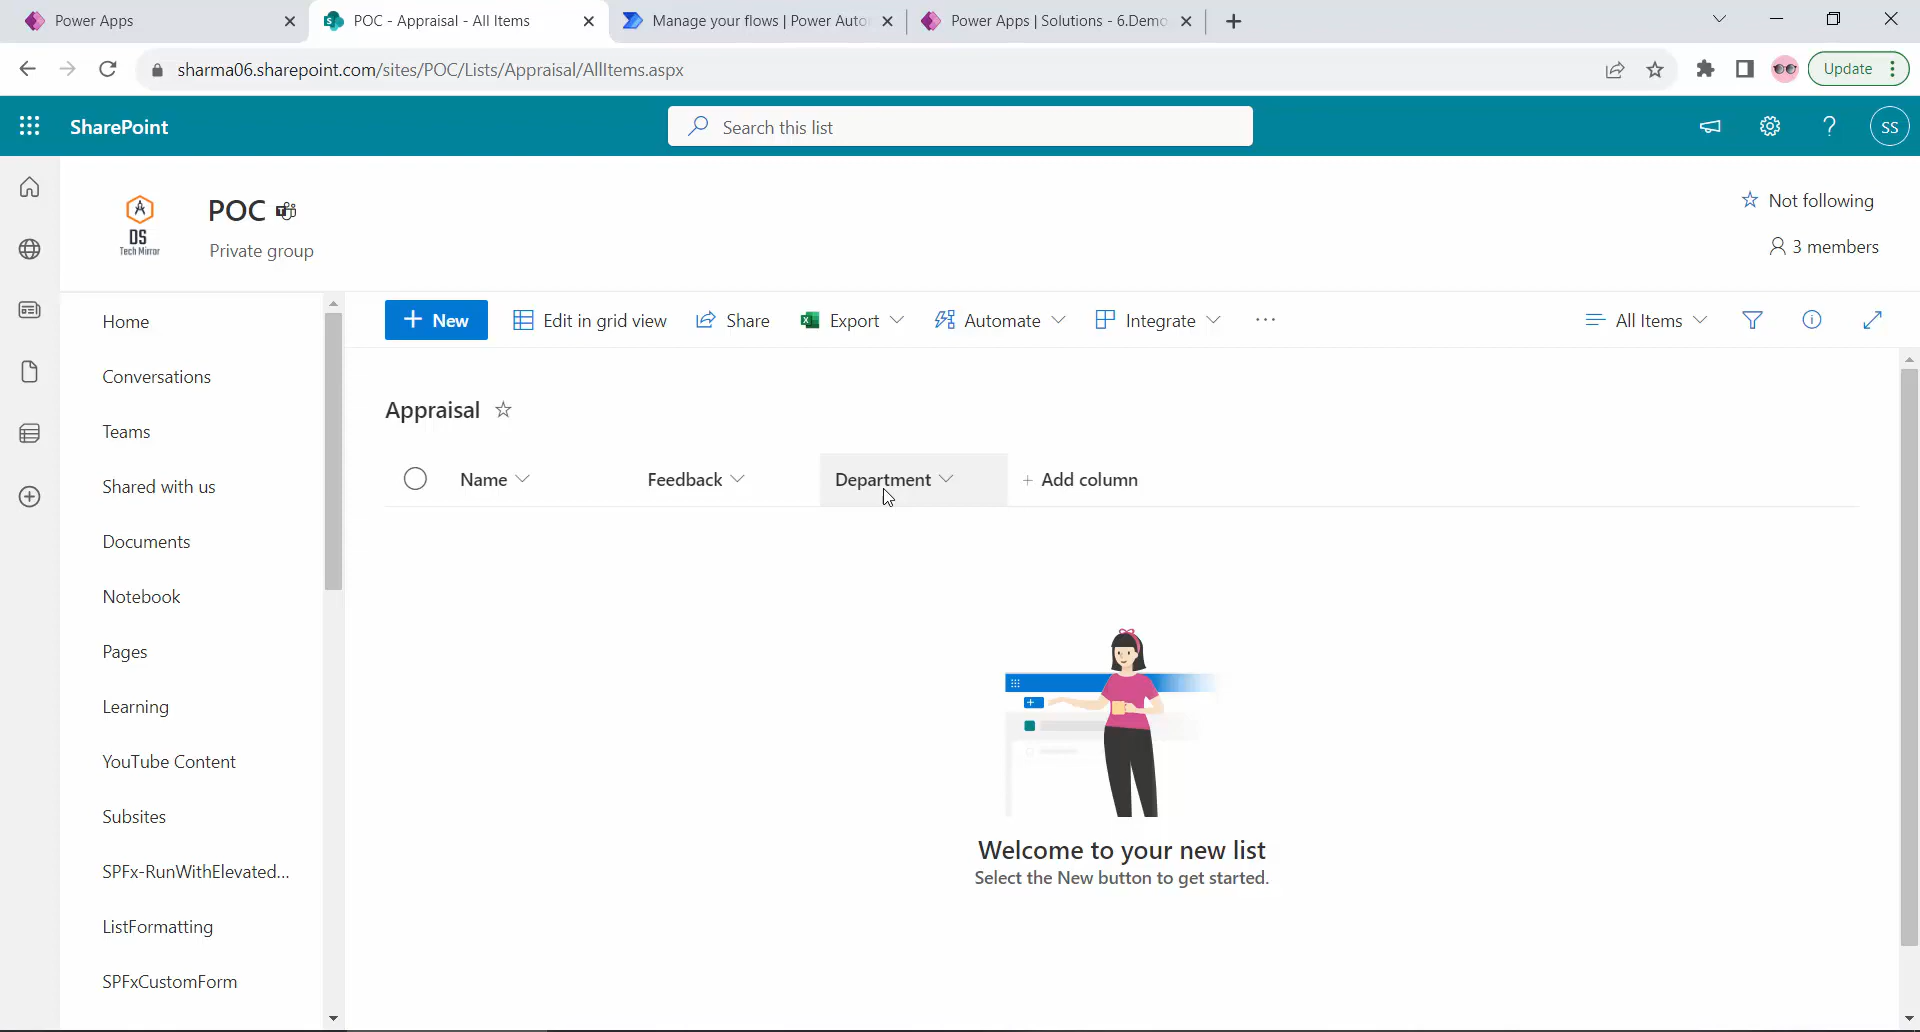 Power Apps
POC - Appraisal - All Items
Manage your flows | Power Auto
Power Apps | Solutions - 6.Demo
sharma06.sharepoint.com/sites/POC/Lists/Appraisal/AllItems.aspx
Update
SharePoint
Search this list
?
SS
DS
Tech Mirror
POC
Private group
Not following
3 members
Home
Conversations
Teams
Shared with us
Documents
Notebook
Pages
Learning
YouTube Content
Subsites
SPFx-RunWithElevated...
ListFormatting
SPFxCustomForm
+ New
Edit in grid view
Share
Export
Automate
Integrate
...
All Items
Appraisal
Name
Feedback
Department
+ Add column
Welcome to your new list
Select the New button to get started.